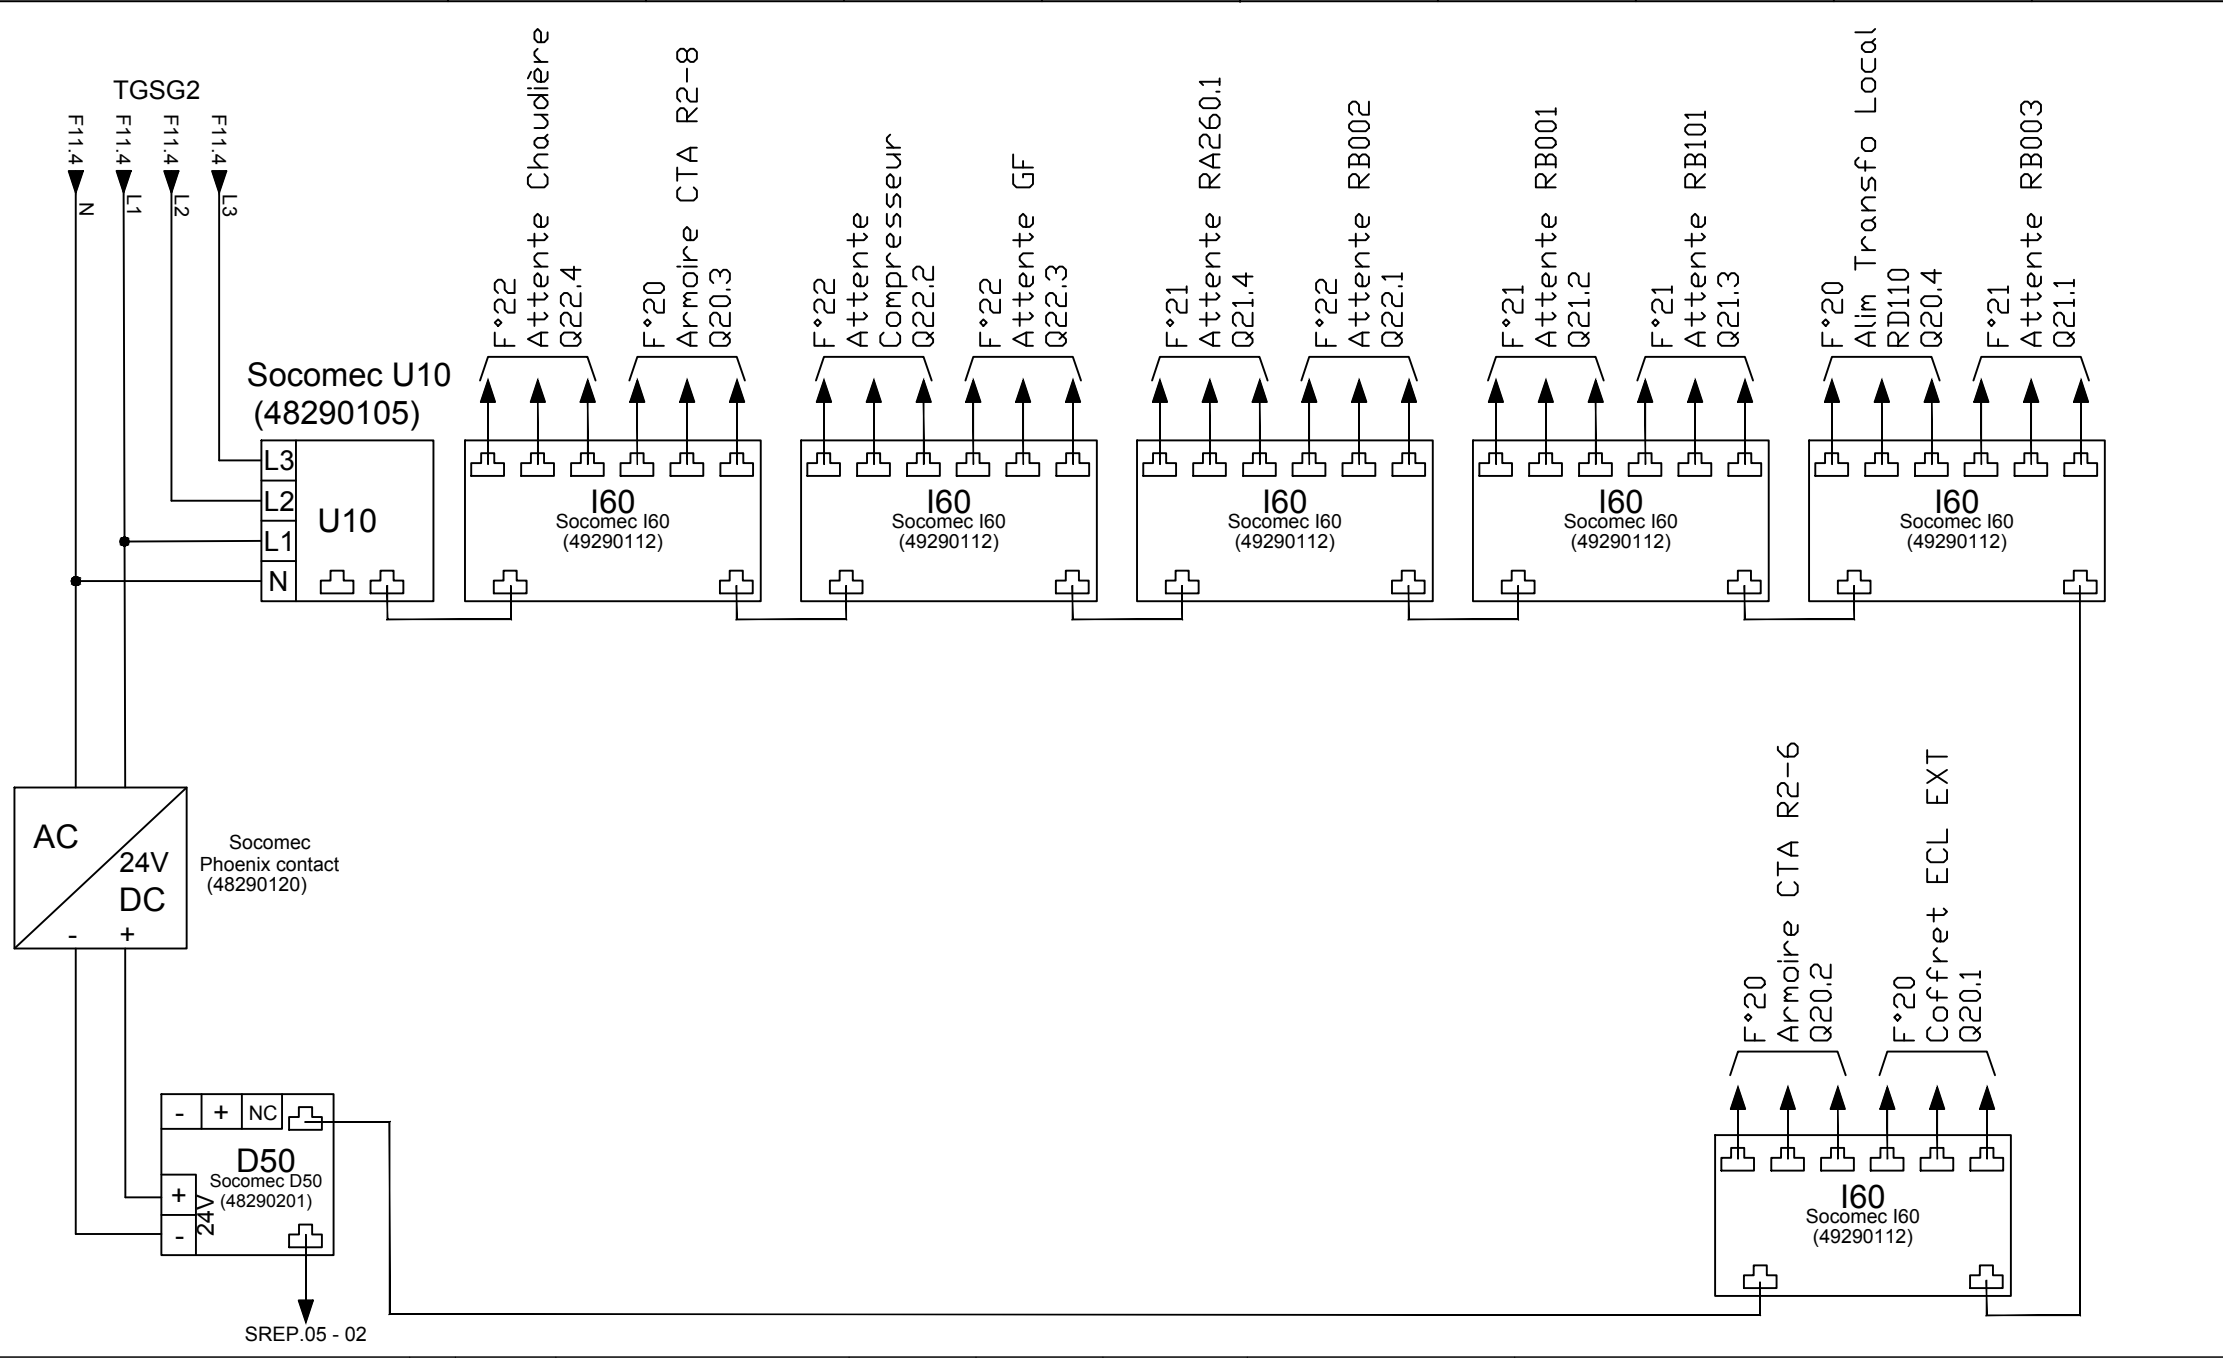 TGSG2
F11.4
F11.4
F11.4
F11.4
N
L1
L2
L3
Socomec U10
(48290105)
L3
L2
L1
N
U10
F°22
Attente Chaudière
Q22.4
F°20
Armoire CTA R2-8
Q20.3
I60
Socomec I60
(49290112)
F°22
Attente
Compresseur
Q22.2
F°22
Attente GF
Q22.3
I60
Socomec I60
(49290112)
F°21
Attente RA260.1
Q21.4
F°22
Attente RB002
Q22.1
I60
Socomec I60
(49290112)
F°21
Attente RB001
Q21.2
F°21
Attente RB101
Q21.3
I60
Socomec I60
(49290112)
F°20
Alim Transfo Local
RD110
Q20.4
F°21
Attente RB003
Q21.1
I60
Socomec I60
(49290112)
AC
24V
DC
- +
Socomec
Phoenix contact
(48290120)
- + NC
D50
Socomec D50
(48290201)
+
-
24V
SREP.05 - 02
F°20
Armoire CTA R2-6
Q20.2
F°20
Coffret ECL EXT
Q20.1
I60
Socomec I60
(49290112)